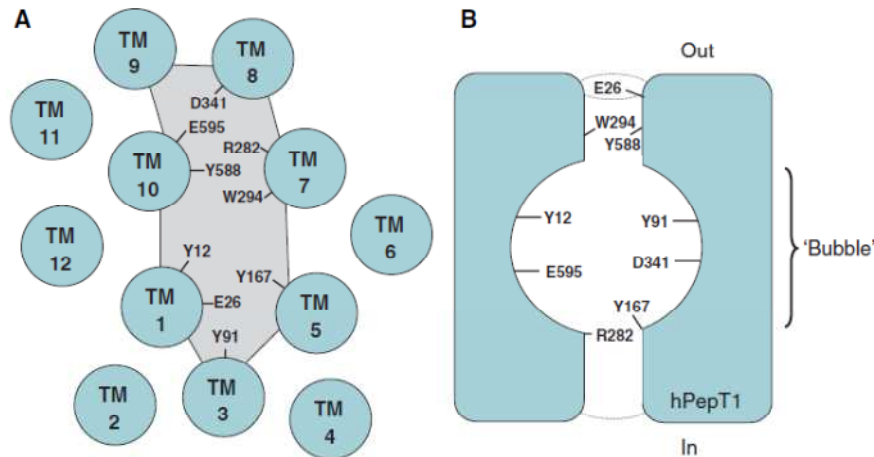 A
TM
9
TM
8
D341
TM
11
E595
R282
TM
10
Y588
TM
7
W294
TM
12
TM
6
Y12
Y167
TM
1
E26
TM
5
Y91
TM
2
TM
3
TM
4
B
Out
E26
W294
Y588
Y12
Y91
'Bubble'
E595
D341
Y167
R282
hPepT1
In